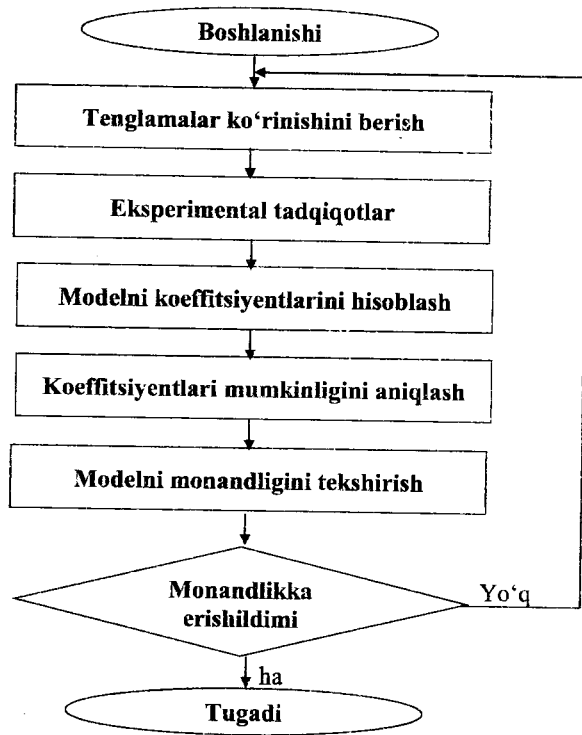 Boshlanishi
Tenglamalar ko‘rinishini berish
Eksperimental tadqiqotlar
Modelni koeffitsiyentlarini hisoblash
Koeffitsiyentlari mumkinligini aniqlash
Modelni monandligini tekshirish
Monandlikka
erishildimi
Yo‘q
ha
Tugadi